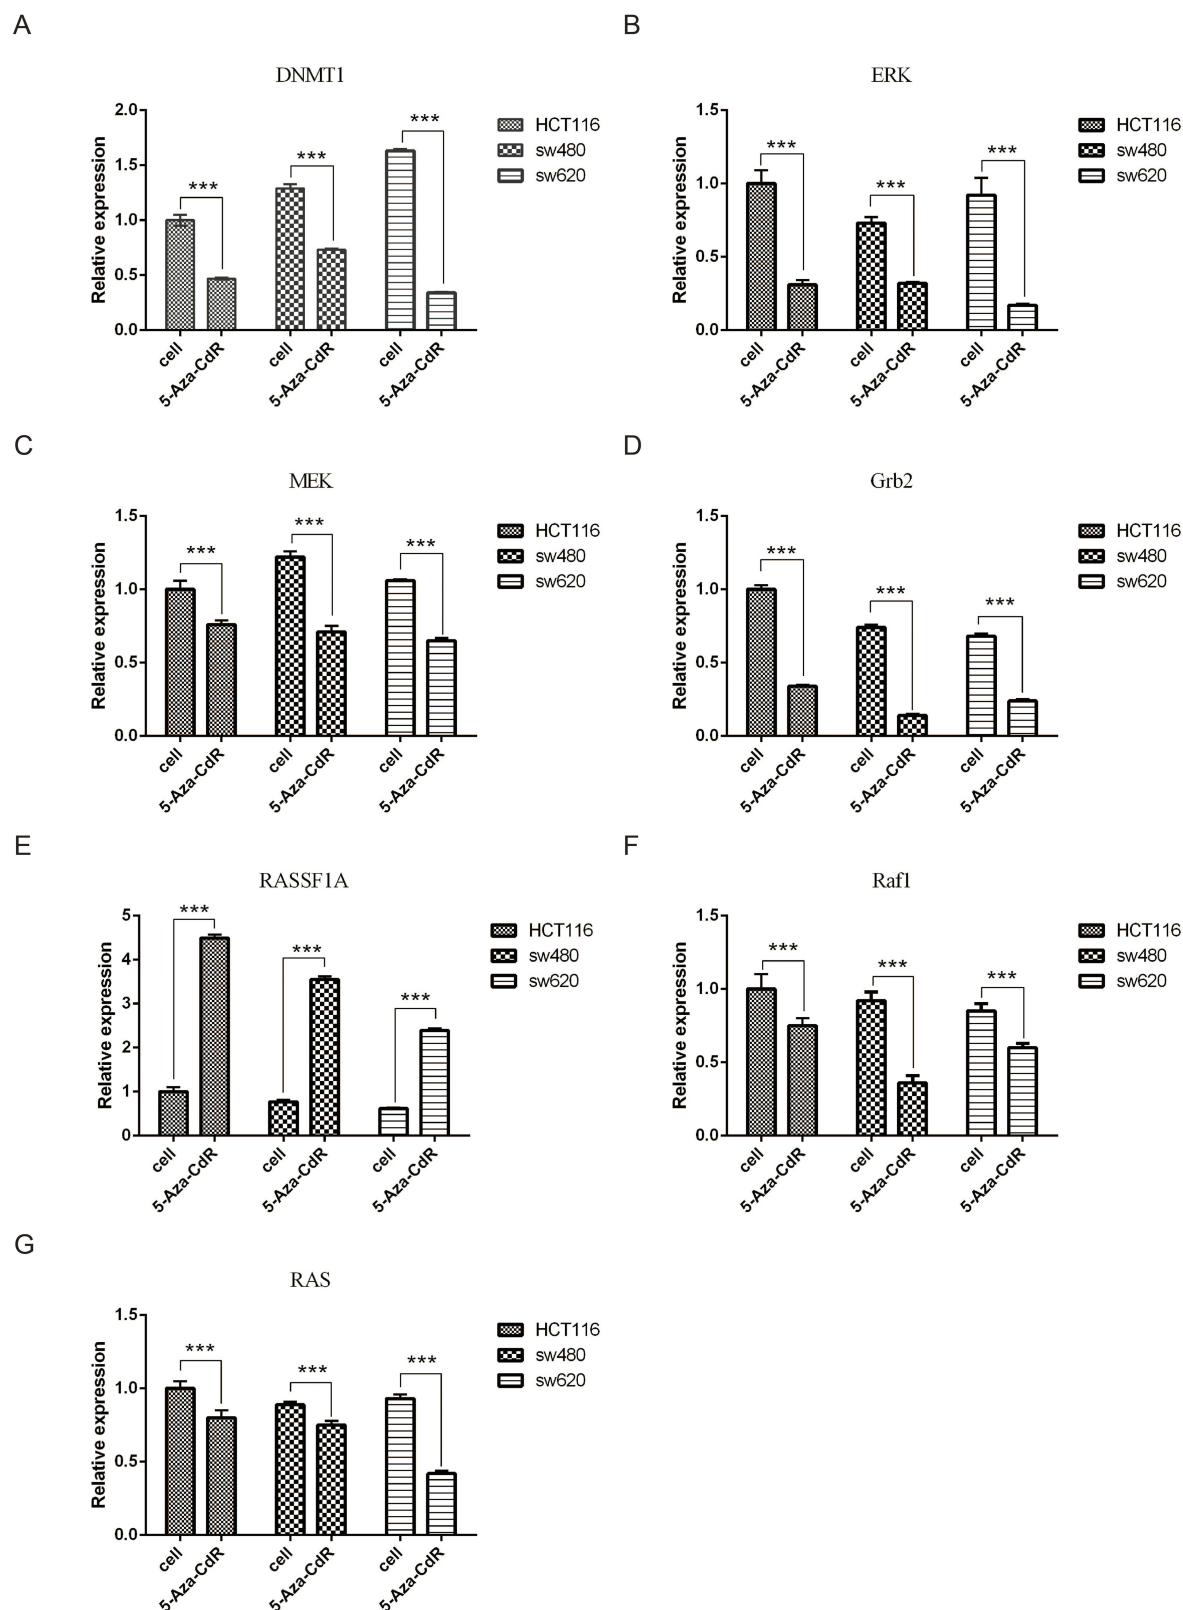 A
DNMT1
Relative expression
2.0
1.5
1.0
0.5
0.0
***
***
***
cell
5-Aza-CdR
cell
5-Aza-CdR
cell
5-Aza-CdR
HCT116
sw480
sw620
B
ERK
Relative expression
1.5
1.0
0.5
0.0
***
***
***
cell
5-Aza-CdR
cell
5-Aza-CdR
cell
5-Aza-CdR
HCT116
sw480
sw620
C
MEK
Relative expression
1.5
1.0
0.5
0.0
***
***
***
cell
5-Aza-CdR
cell
5-Aza-CdR
cell
5-Aza-CdR
HCT116
sw480
sw620
D
Grb2
Relative expression
1.5
1.0
0.5
0.0
***
***
***
cell
5-Aza-CdR
cell
5-Aza-CdR
cell
5-Aza-CdR
HCT116
sw480
sw620
E
RASSF1A
Relative expression
5
4
3
2
1
0
***
***
***
cell
5-Aza-CdR
cell
5-Aza-CdR
cell
5-Aza-CdR
HCT116
sw480
sw620
F
Raf1
Relative expression
1.5
1.0
0.5
0.0
***
***
***
cell
5-Aza-CdR
cell
5-Aza-CdR
cell
5-Aza-CdR
HCT116
sw480
sw620
G
RAS
Relative expression
1.5
1.0
0.5
0.0
***
***
***
cell
5-Aza-CdR
cell
5-Aza-CdR
cell
5-Aza-CdR
HCT116
sw480
sw620